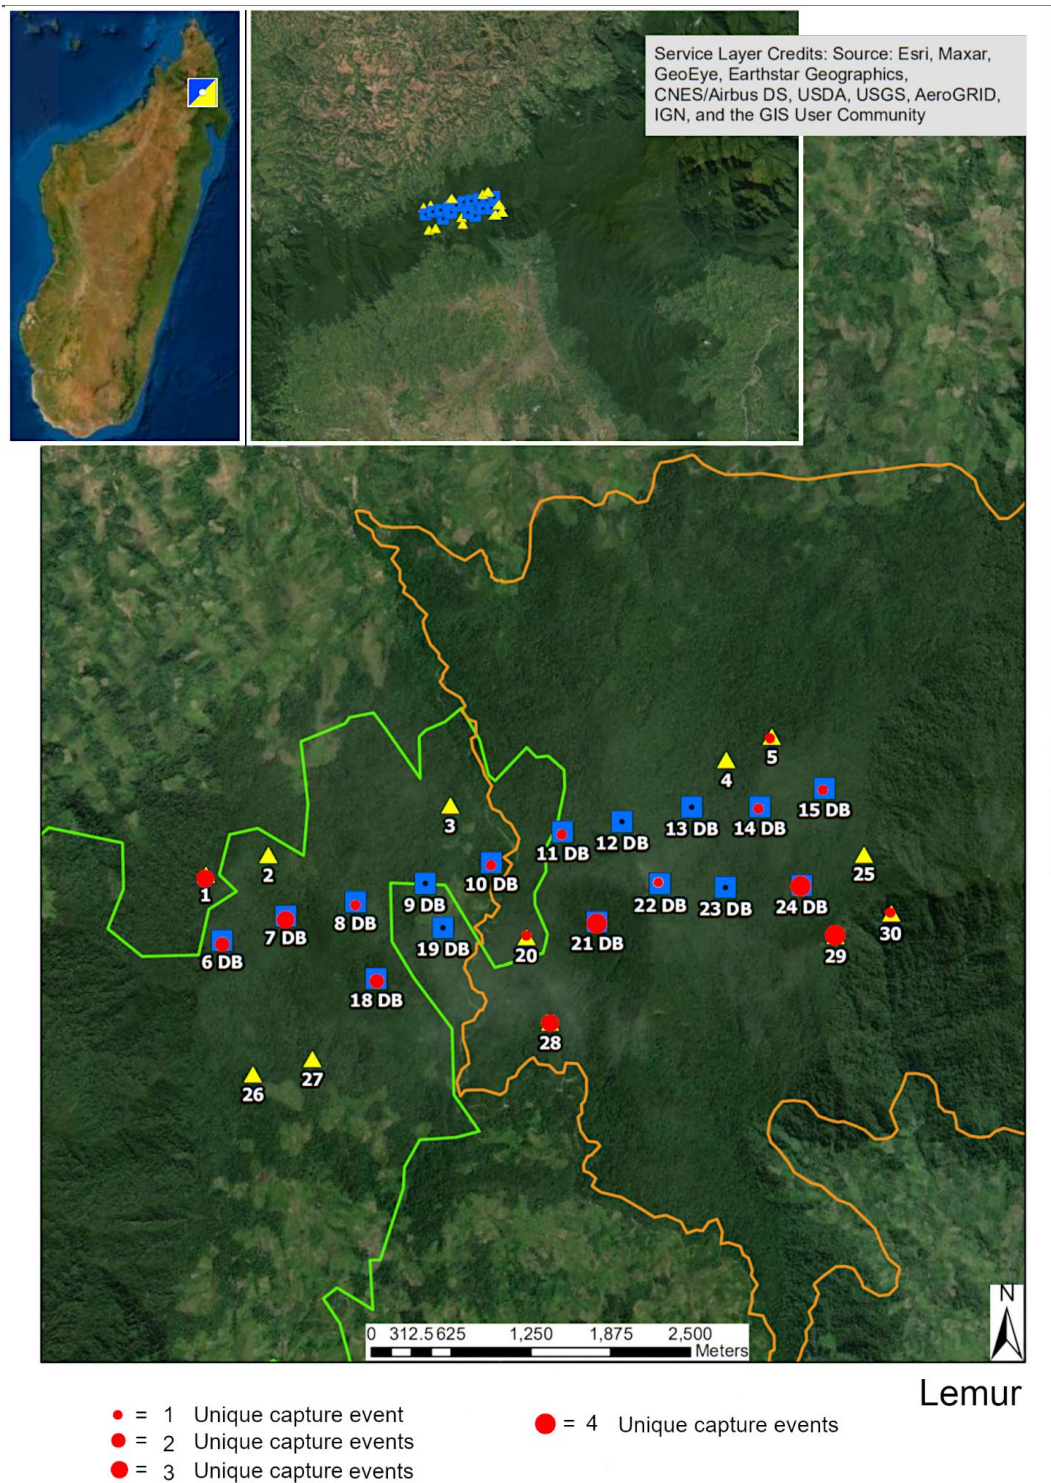 Service Layer Credits: Source: Esri, Maxar,
GeoEye, Earthstar Geographics,
CNES/Airbus DS, USDA, USGS, AeroGRID,
IGN, and the GIS User Community
5
4
15 DB
3
13 DB
14 DB
12 DB
11 DB
2
25
1
10 DB
9 DB
22 DB
23 DB
24 DB
8 DB
30
7 DB
19 DB
21 DB
20
29
6 DB
18 DB
28
27
26
N
0 312.5 625 1,250 1,875 2,500
Meters
Lemur
= 1 Unique capture event
= 2 Unique capture events
= 3 Unique capture events
= 4 Unique capture events